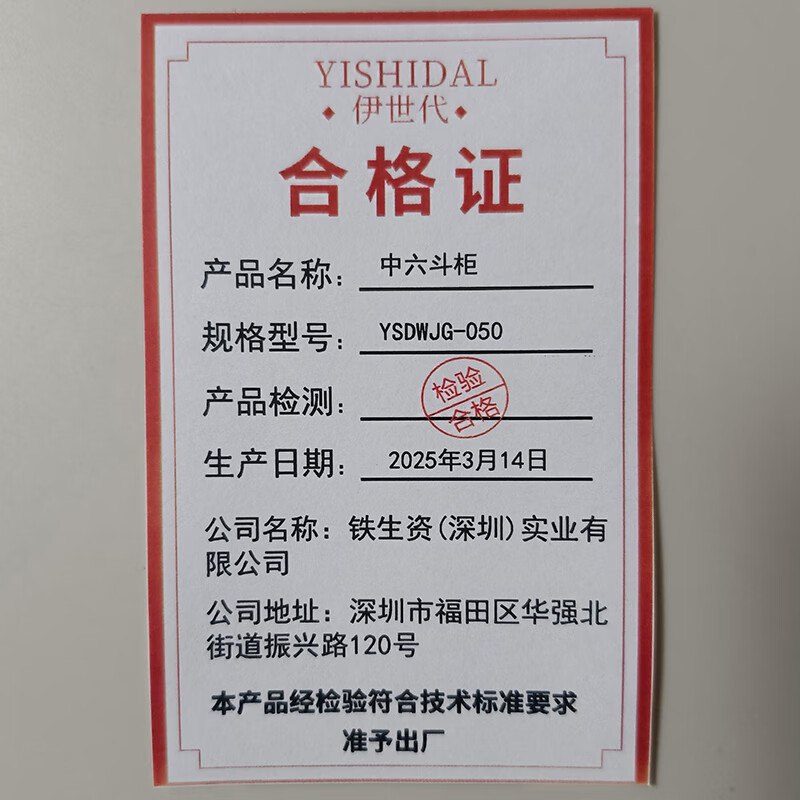 YISHIDAL
伊世代
合格证
产品名称： 中六斗柜
规格型号： YSDWJG-050
产品检测： 检验
合格
生产日期： 2025年3月14日
公司名称：铁生资(深圳)实业有
限公司
公司地址：深圳市福田区华强北
街道振兴路120号
本产品经检验符合技术标准要求
准予出厂